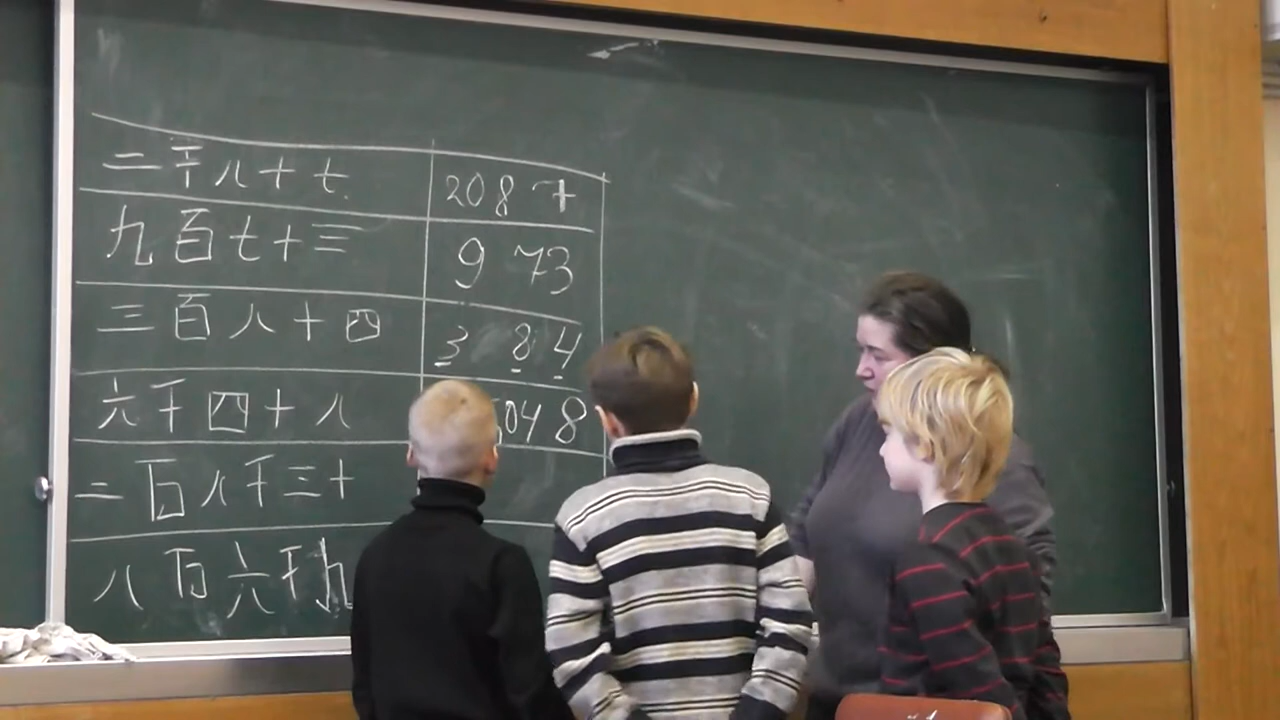 二千八十七 2087
九百七十三 973
三百八十四 384
六千四十八 048
二百八千三十
八百六千九